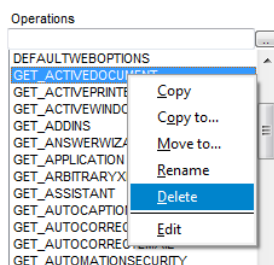 Operations
...
DEFAULTWEBOPTIONS
GET_ACTIVEDOCUMENT
GET_ACTIVEPRINTE
GET_ACTIVEWINDO
GET_ADDINS
GET_ANSWERWIZA
GET_APPLICATION
GET_ARBITRARYX
GET_ASSISTANT
GET_AUTOCAPTIO
GET_AUTOCORREC
GET_AUTOCORRECTEMAIL
GET_AUTOMATIONSECURITY
Copy
Copy to...
Move to...
Rename
Delete
Edit